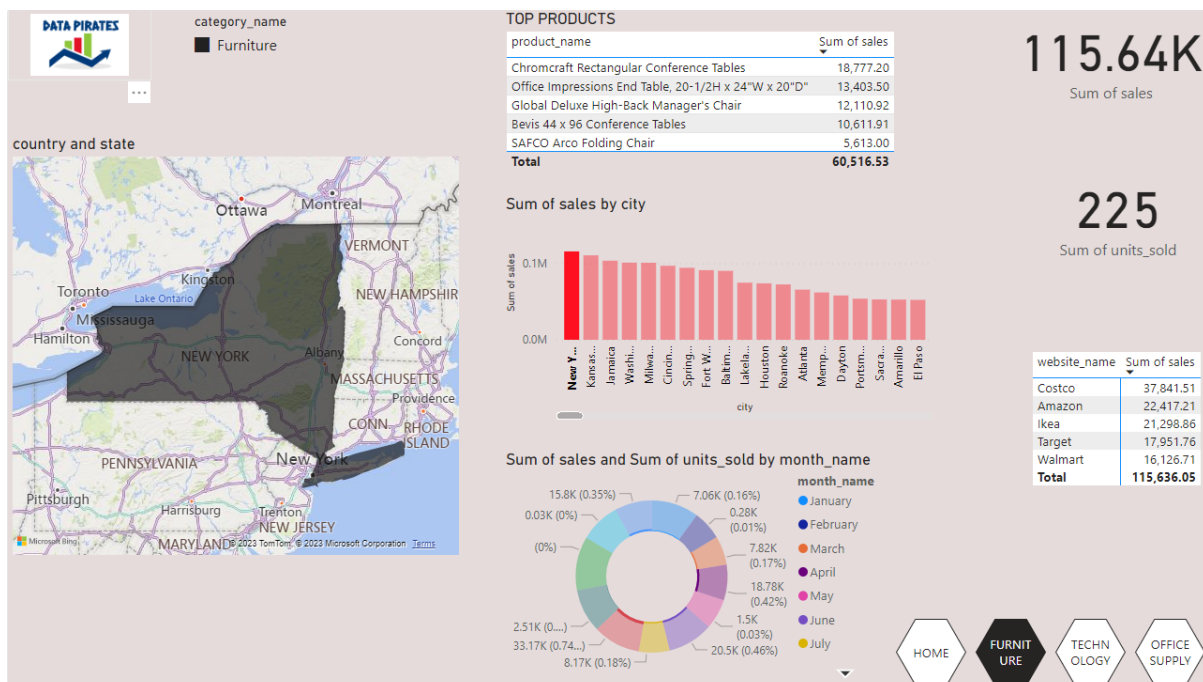 DATA PIRATES
category_name
Furniture
...
country and state
Ottawa
Montreal
VERMONT
Kingston
NEW HAMPSHIR
Toronto
Lake Ontario
Mississauga
Hamilton
Concord
NEW YORK
Albany
MASSACHUSETTS
Providence
CONN.
RHODE
ISLAND
PENNSYLVANIA
New York
Pittsburgh
Harrisburg
Trenton
NEW JERSEY
MARYLAND
Microsoft Bing
© 2023 TomTom, © 2023 Microsoft Corporation Terms
TOP PRODUCTS
product_name Sum of sales
Chromcraft Rectangular Conference Tables 18,777.20
Office Impressions End Table, 20-1/2H x 24"W x 20"D" 13,403.50
Global Deluxe High-Back Manager's Chair 12,110.92
Bevis 44 x 96 Conference Tables 10,611.91
SAFCO Arco Folding Chair 5,613.00
Total 60,516.53
Sum of sales by city
Sum of sales
0.1M
0.0M
New Y...
Kansas...
Jamaica
Washi...
Milwa...
Cincin...
Spring...
Fort W...
Baltim...
Lakela...
Houston
Roanoke
Atlanta
Memp...
Dayton
Portsm...
Sacra...
Amarillo
El Paso
city
Sum of sales and Sum of units_sold by month_name
15.8K (0.35%)
7.06K (0.16%)
0.03K (0%)
0.28K
(0.01%)
(0%)
7.82K
(0.17%)
18.78K
(0.42%)
2.51K (0....)
1.5K
(0.03%)
33.17K (0.74...)
20.5K (0.46%)
8.17K (0.18%)
month_name
January
February
March
April
May
June
July
115.64K
Sum of sales
225
Sum of units_sold
website_name Sum of sales
Costco 37,841.51
Amazon 22,417.21
Ikea 21,298.86
Target 17,951.76
Walmart 16,126.71
Total 115,636.05
HOME
FURNIT
URE
TECHN
OLOGY
OFFICE
SUPPLY